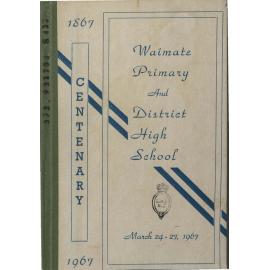 1867
CENTENARY
1967
Waimate
Primary
And
District
High
School
March 24-27, 1967